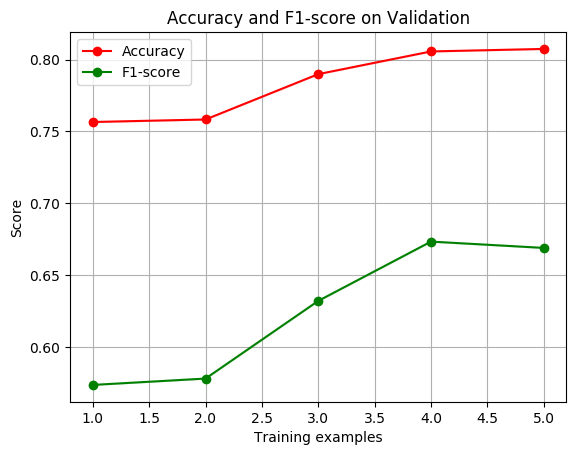 Accuracy and F1-score on Validation
Accuracy
F1-score
0.80
0.75
0.70
0.65
0.60
Score
1.0 1.5 2.0 2.5 3.0 3.5 4.0 4.5 5.0
Training examples